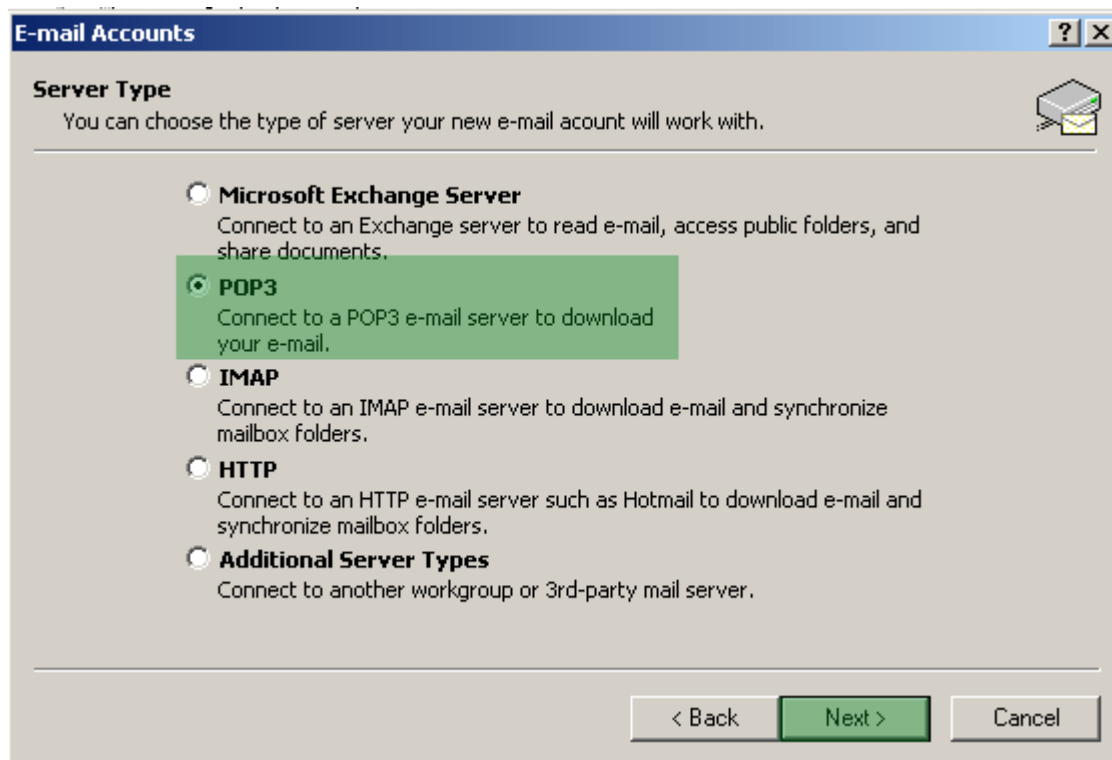 E-mail Accounts
Server Type
You can choose the type of server your new e-mail acount will work with.
Microsoft Exchange Server
Connect to an Exchange server to read e-mail, access public folders, and
share documents.
POP3
Connect to a POP3 e-mail server to download
your e-mail.
IMAP
Connect to an IMAP e-mail server to download e-mail and synchronize
mailbox folders.
HTTP
Connect to an HTTP e-mail server such as Hotmail to download e-mail and
synchronize mailbox folders.
Additional Server Types
Connect to another workgroup or 3rd-party mail server.
< Back Next > Cancel